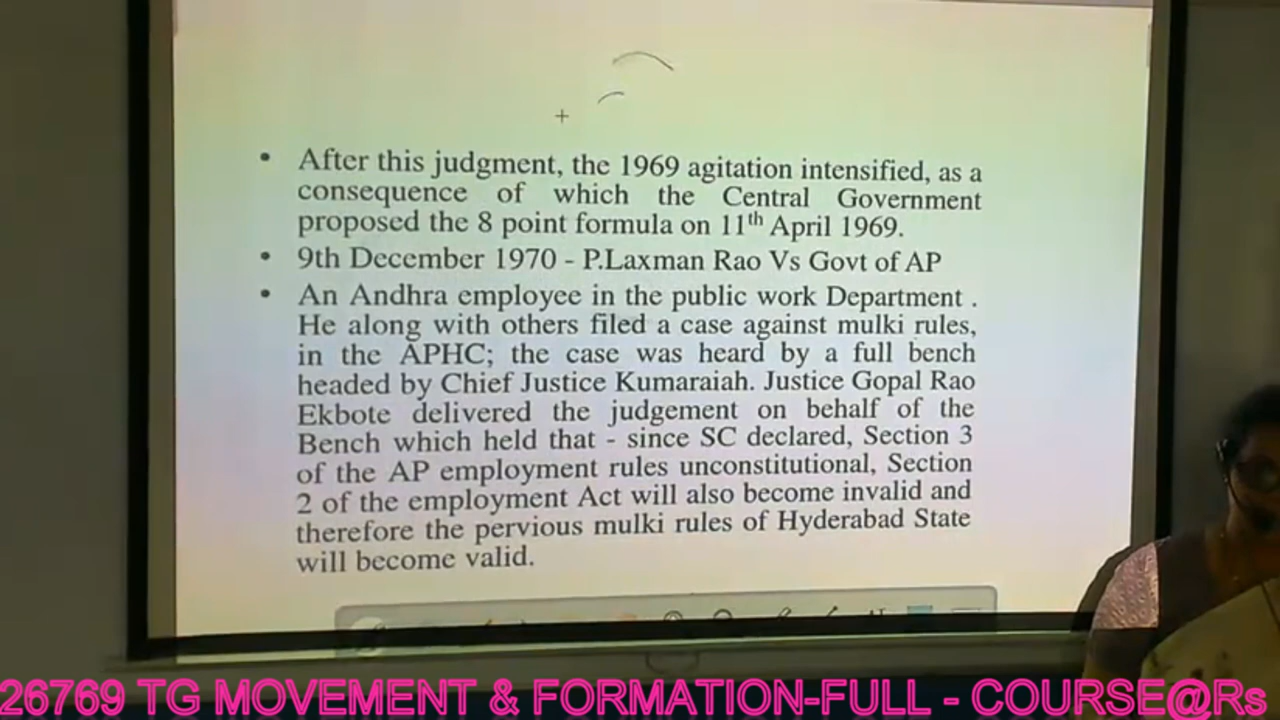 • After this judgment, the 1969 agitation intensified, as a
consequence of which the Central Government
proposed the 8 point formula on 11th April 1969.
• 9th December 1970 - P.Laxman Rao Vs Govt of AP
• An Andhra employee in the public work Department .
He along with others filed a case against mulki rules,
in the APHC; the case was heard by a full bench
headed by Chief Justice Kumaraiah. Justice Gopal Rao
Ekbote delivered the judgement on behalf of the
Bench which held that - since SC declared, Section 3
of the AP employment rules unconstitutional, Section
2 of the employment Act will also become invalid and
therefore the pervious mulki rules of Hyderabad State
will become valid.
26769 TG MOVEMENT & FORMATION-FULL - COURSE@Rs